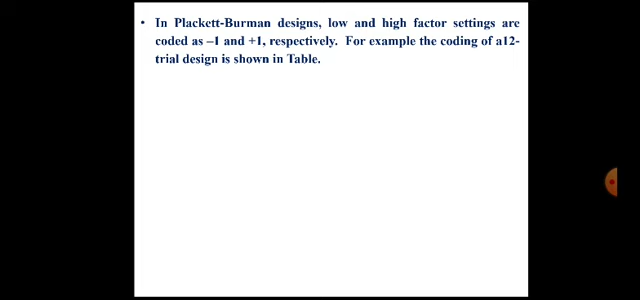 • In Plackett-Burman designs, low and high factor settings are
coded as –1 and +1, respectively. For example the coding of a12-
trial design is shown in Table.